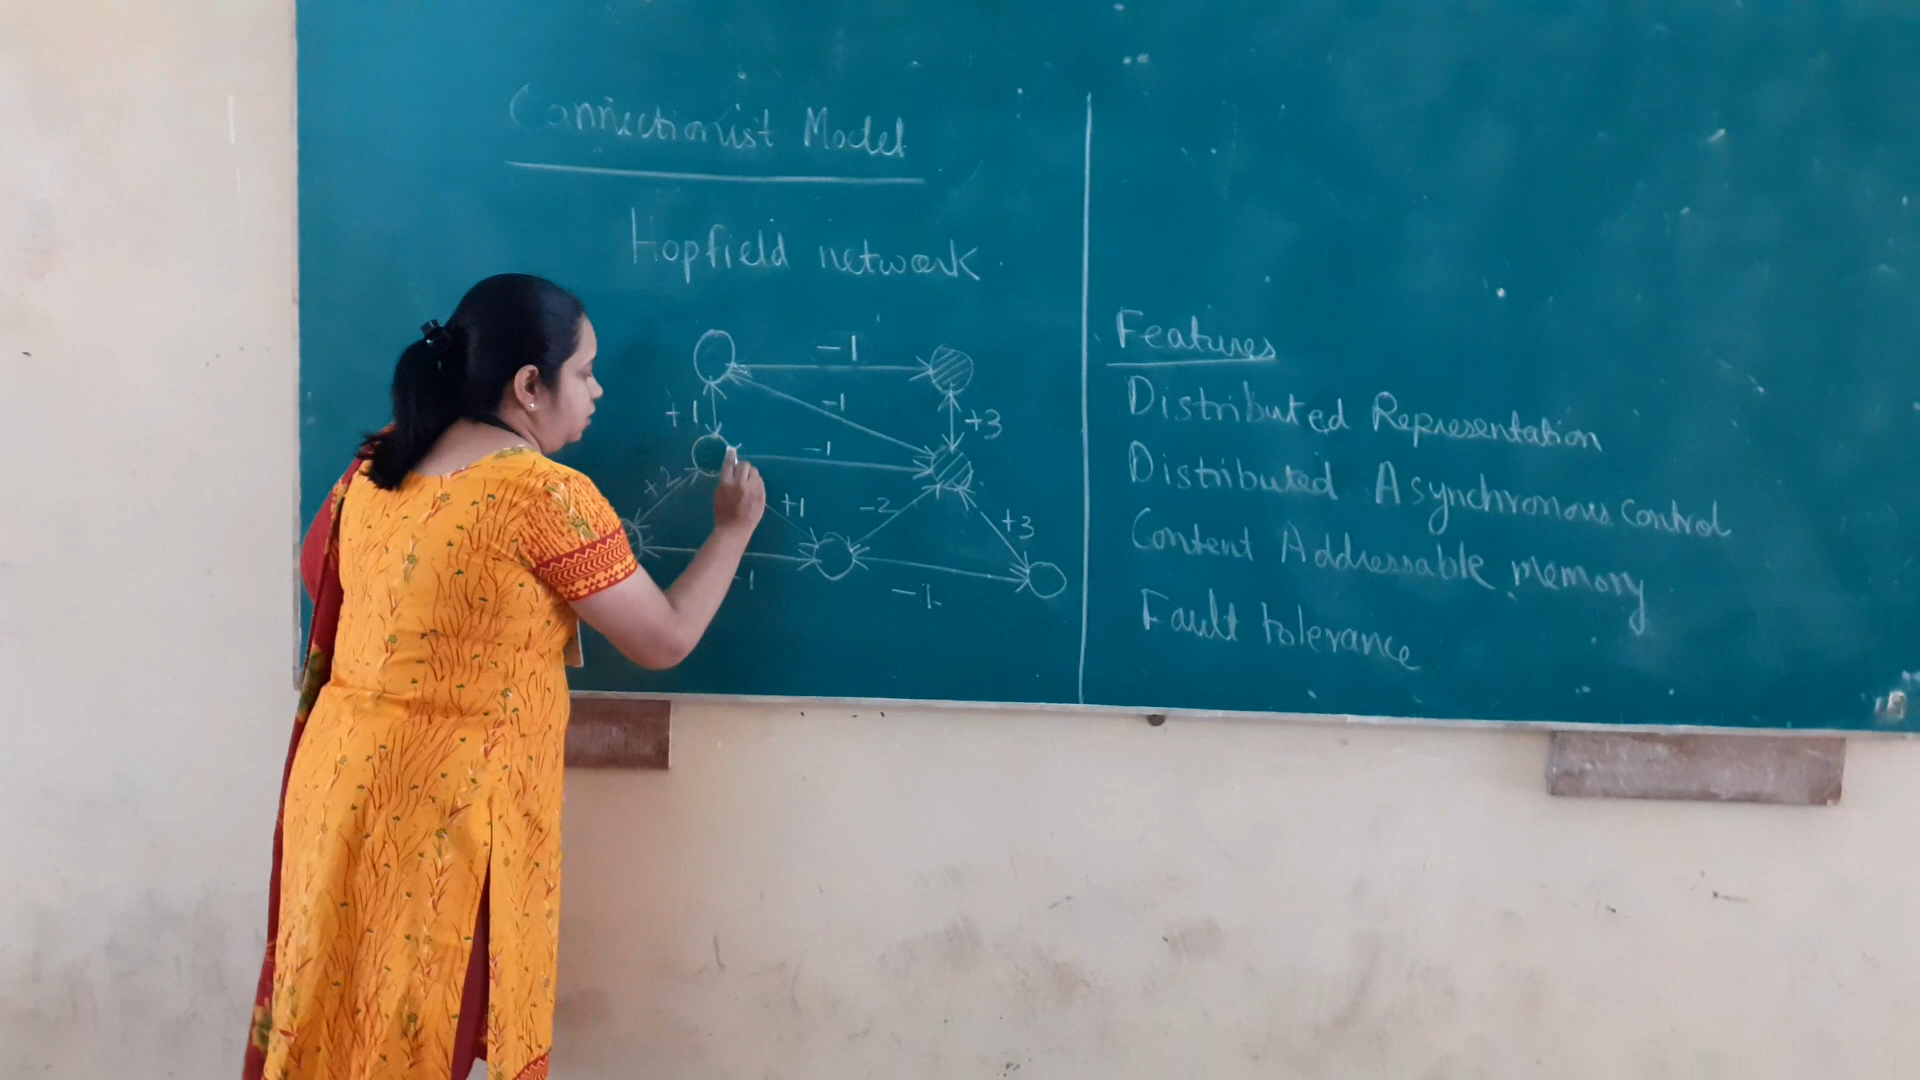 Connectionist Model
Hopfield network
-1
+1
-1
+3
-1
+2
+1
-2
+3
-1
-1
Features
Distributed Representation
Distributed Asynchronous control
Content Addressable memory
Fault tolerance